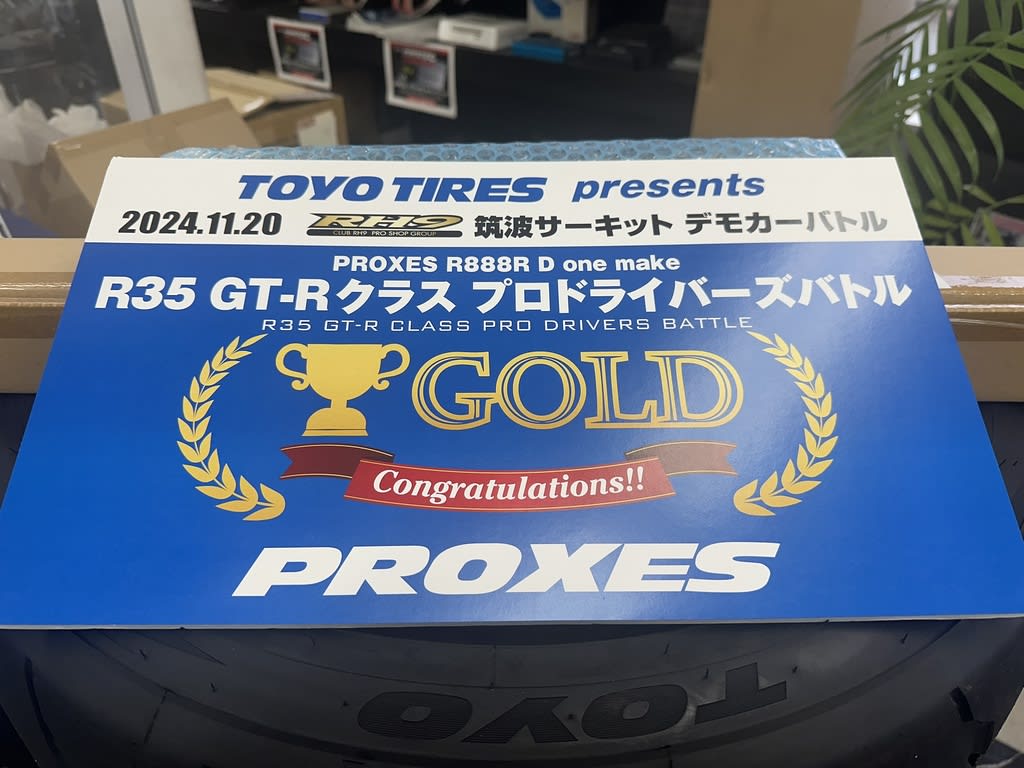 TOYO TIRES presents
2024.11.20 RH9 筑波サーキット デモカーバトル
CLUB RH9 PRO SHOP GROUP
PROXES R888R D one make
R35 GT-Rクラス プロドライバーズバトル
R35 GT-R CLASS PRO DRIVERS BATTLE
GOLD
Congratulations!!
PROXES
TOYO